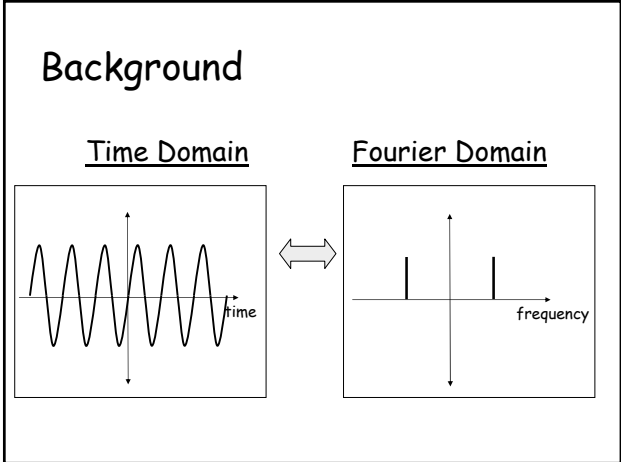 Background
Time Domain
Fourier Domain
time
frequency